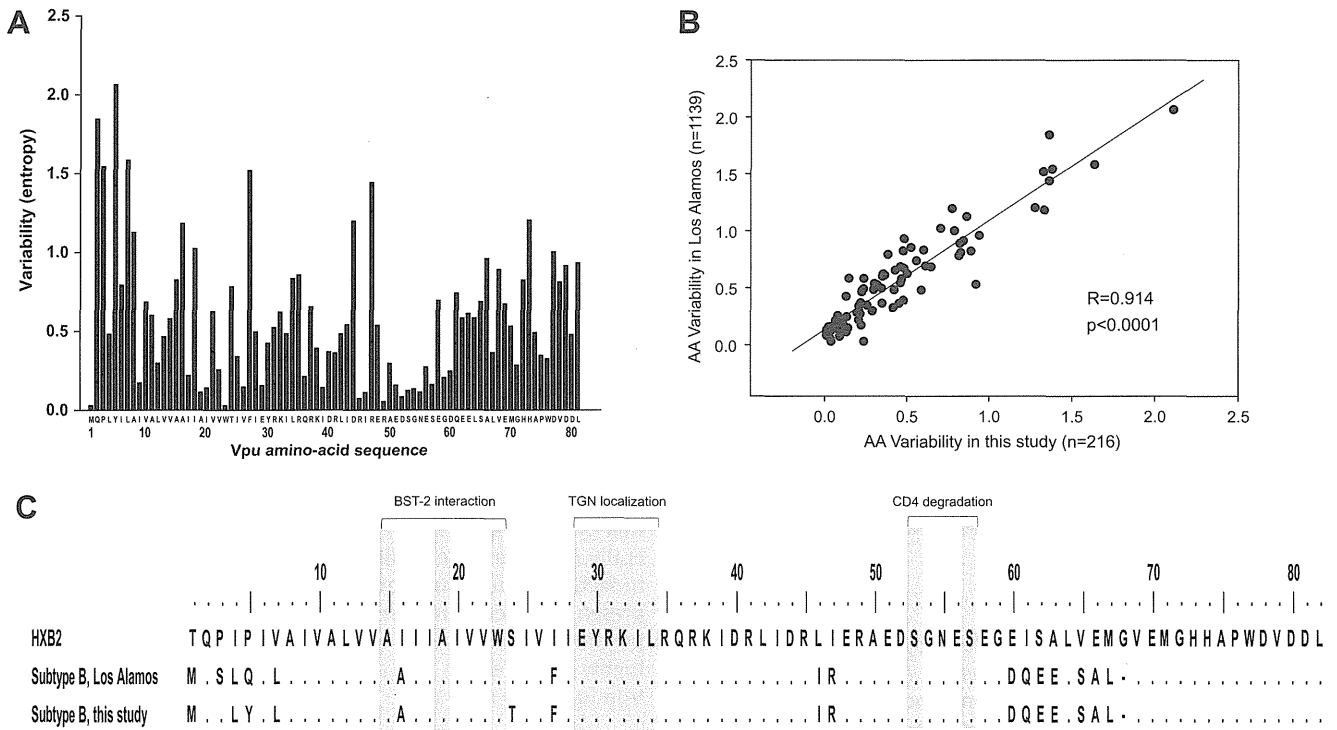 A
2.5
2.0
1.5
1.0
0.5
0.0
Variability (entropy)
MQPLYILAIVALVVAAIIAIVVWTIVFIEYRKILRQRKIDRLIDRIRERAEDSGNESEGDQEELSALVEMGHHAPWDVDDL
1 10 20 30 40 50 60 70 80
Vpu amino-acid sequence
B
2.5
2.0
1.5
1.0
0.5
0.0
AA Variability in Los Alamos (n=1139)
R=0.914
p<0.0001
0.0 0.5 1.0 1.5 2.0 2.5
AA Variability in this study (n=216)
C
BST-2 interaction TGN localization CD4 degradation
10 20 30 40 50 60 70 80
HXB2 TQPIPIVAIVALVVAIIIAIVVWSIVIIEYRKILRQRKIDRLIDRLIERAEDSGNESEGEISALVEMGVEMGHHAPWDVDDL
Subtype B, Los Alamos M.SLQ.L........A..........F..................IR............DQEE.SAL-..............
Subtype B, this study M..LY.L........A.......T..F..................IR............DQEE.SAL-..............